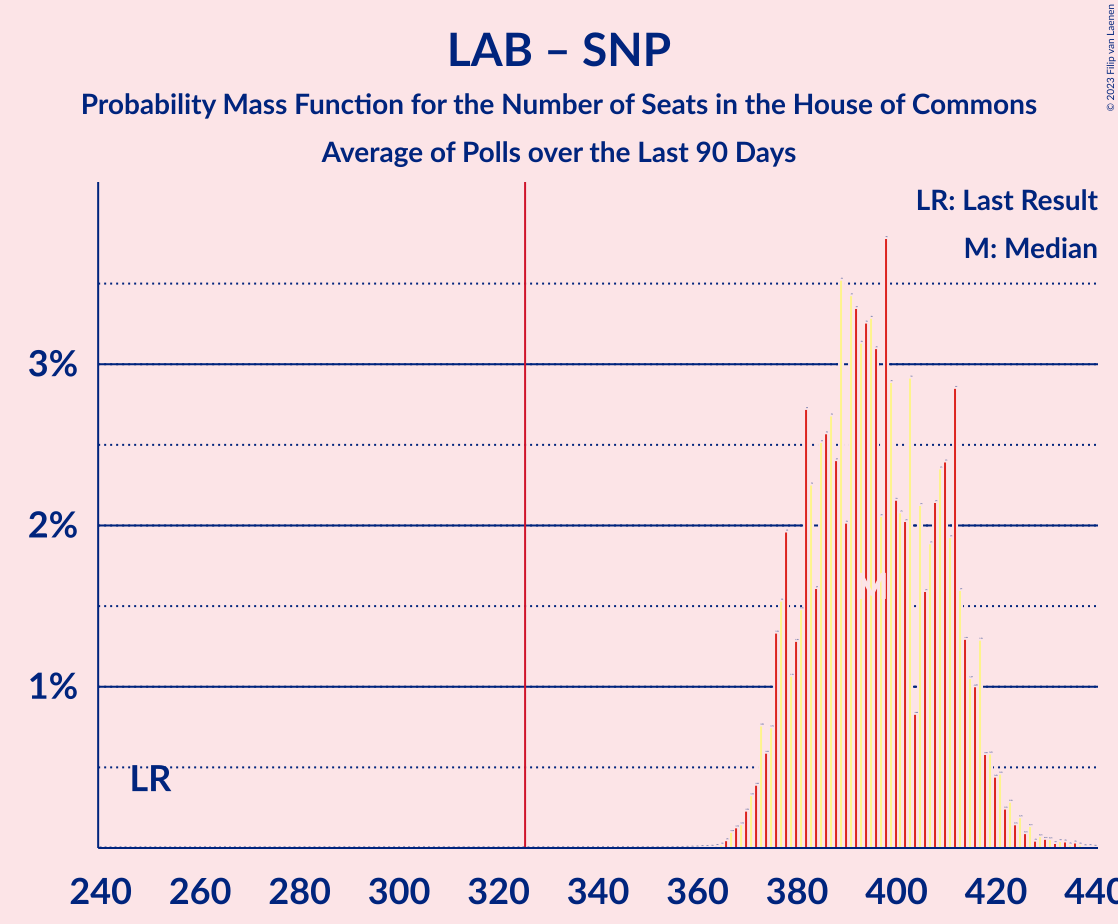 LAB – SNP
Probability Mass Function for the Number of Seats in the House of Commons
Average of Polls over the Last 90 Days
© 2023 Filip van Laenen
LR: Last Result
M: Median
3%
2%
1%
LR
M
240 260 280 300 320 340 360 380 400 420 440